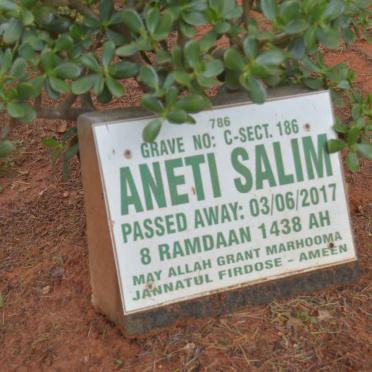 786
GRAVE NO: C-SECT. 186
ANETI SALIM
PASSED AWAY: 03/06/2017
8 RAMDAAN 1438 AH
MAY ALLAH GRANT MARHOOMA
JANNATUL FIRDOSE - AMEEN